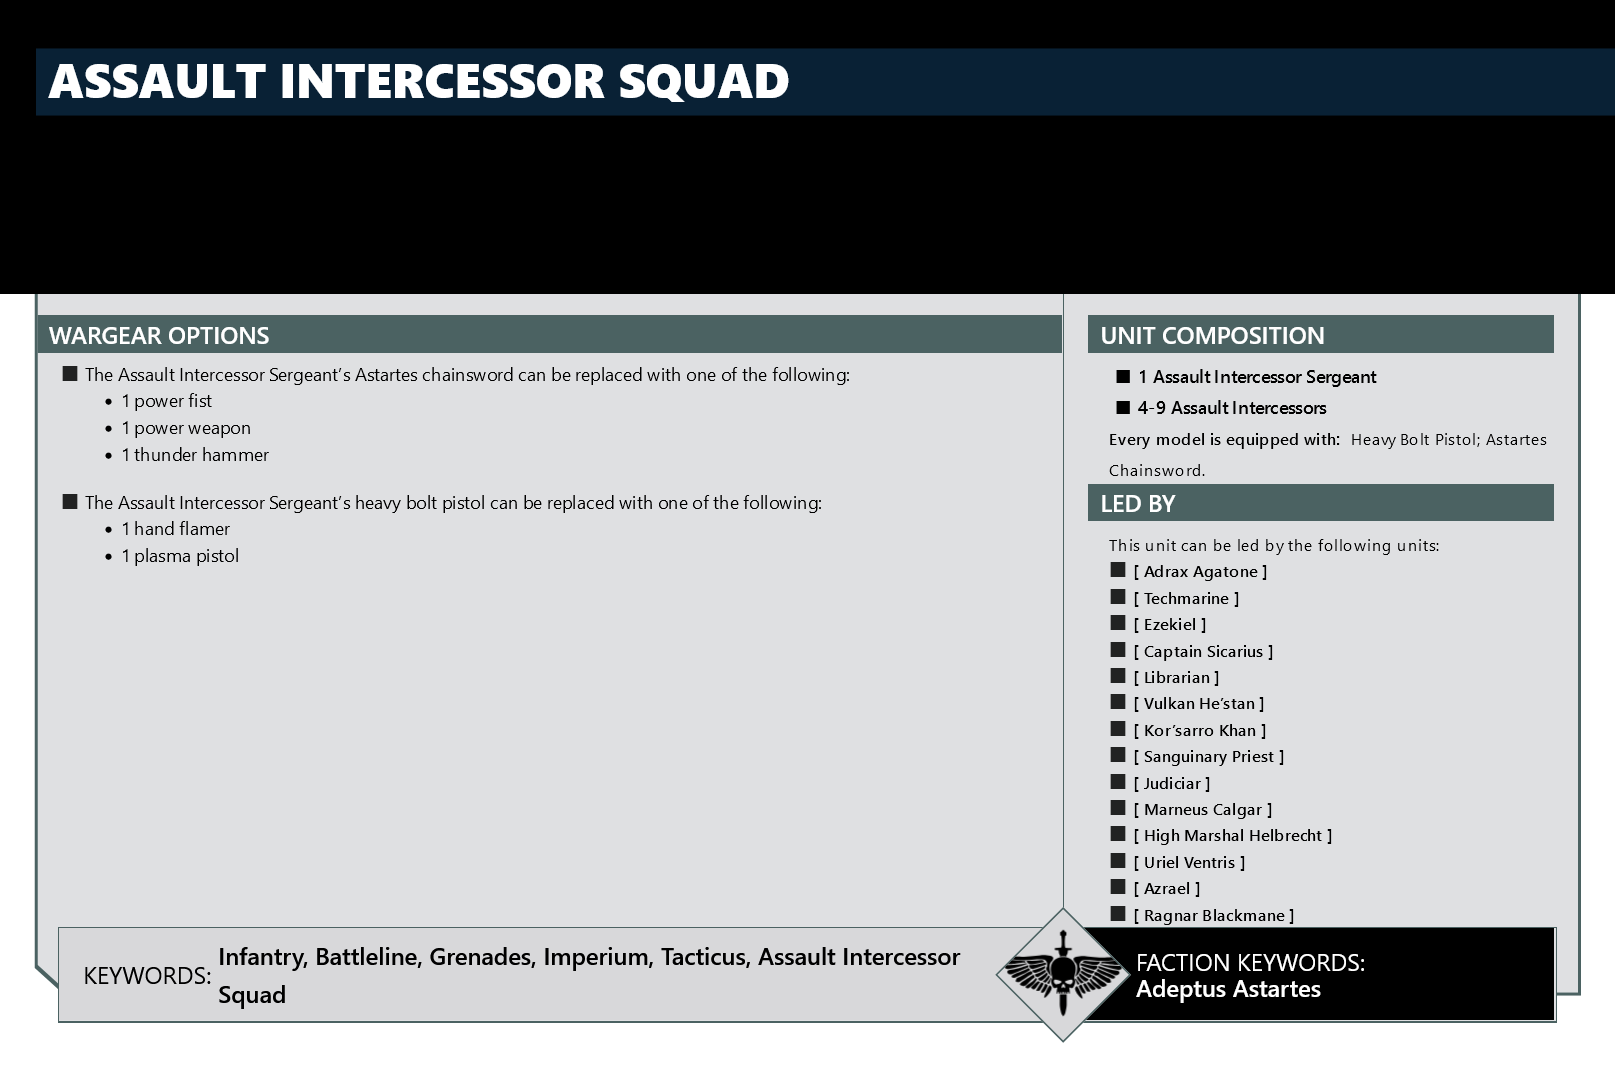 ASSAULT INTERCESSOR SQUAD
WARGEAR OPTIONS
The Assault Intercessor Sergeant's Astartes chainsword can be replaced with one of the following:
1 power fist
1 power weapon
1 thunder hammer
The Assault Intercessor Sergeant's heavy bolt pistol can be replaced with one of the following:
1 hand flamer
1 plasma pistol
UNIT COMPOSITION
1 Assault Intercessor Sergeant
4-9 Assault Intercessors
Every model is equipped with: Heavy Bolt Pistol; Astartes
Chainsword.
LED BY
This unit can be led by the following units:
[ Adrax Agatone ]
[ Techmarine ]
[ Ezekiel ]
[ Captain Sicarius ]
[ Librarian ]
[ Vulkan He'stan ]
[ Kor'sarro Khan ]
[ Sanguinary Priest ]
[ Judiciar ]
[ Marneus Calgar ]
[ High Marshal Helbrecht ]
[ Uriel Ventris ]
[ Azrael ]
[ Ragnar Blackmane ]
KEYWORDS: Infantry, Battleline, Grenades, Imperium, Tacticus, Assault Intercessor
Squad
FACTION KEYWORDS:
Adeptus Astartes